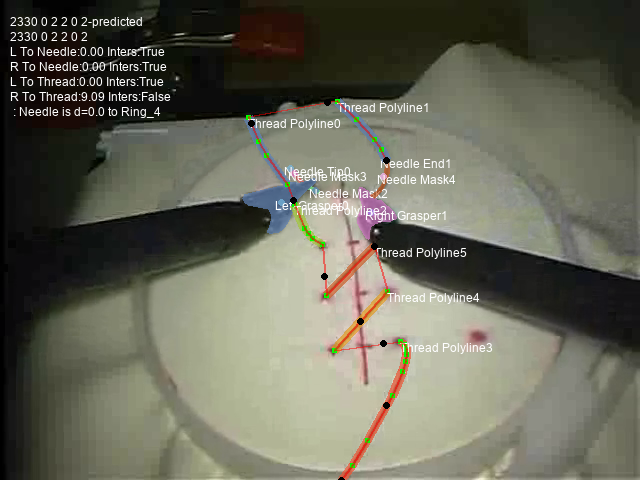 2330 0 2 2 0 2-predicted
2330 0 2 2 0 2
L To Needle:0.00 Inters:True
R To Needle:0.00 Inters:True
L To Thread:0.00 Inters:True
R To Thread:9.09 Inters:False
: Needle is d=0.0 to Ring_4
Thread Polyline1
Thread Polyline0
Needle End1
Needle Tip0
Needle Mask3
Needle Mask4
Needle Mask2
Thread Polyline2
Right Grasper1
Thread Polyline5
Thread Polyline4
Thread Polyline3